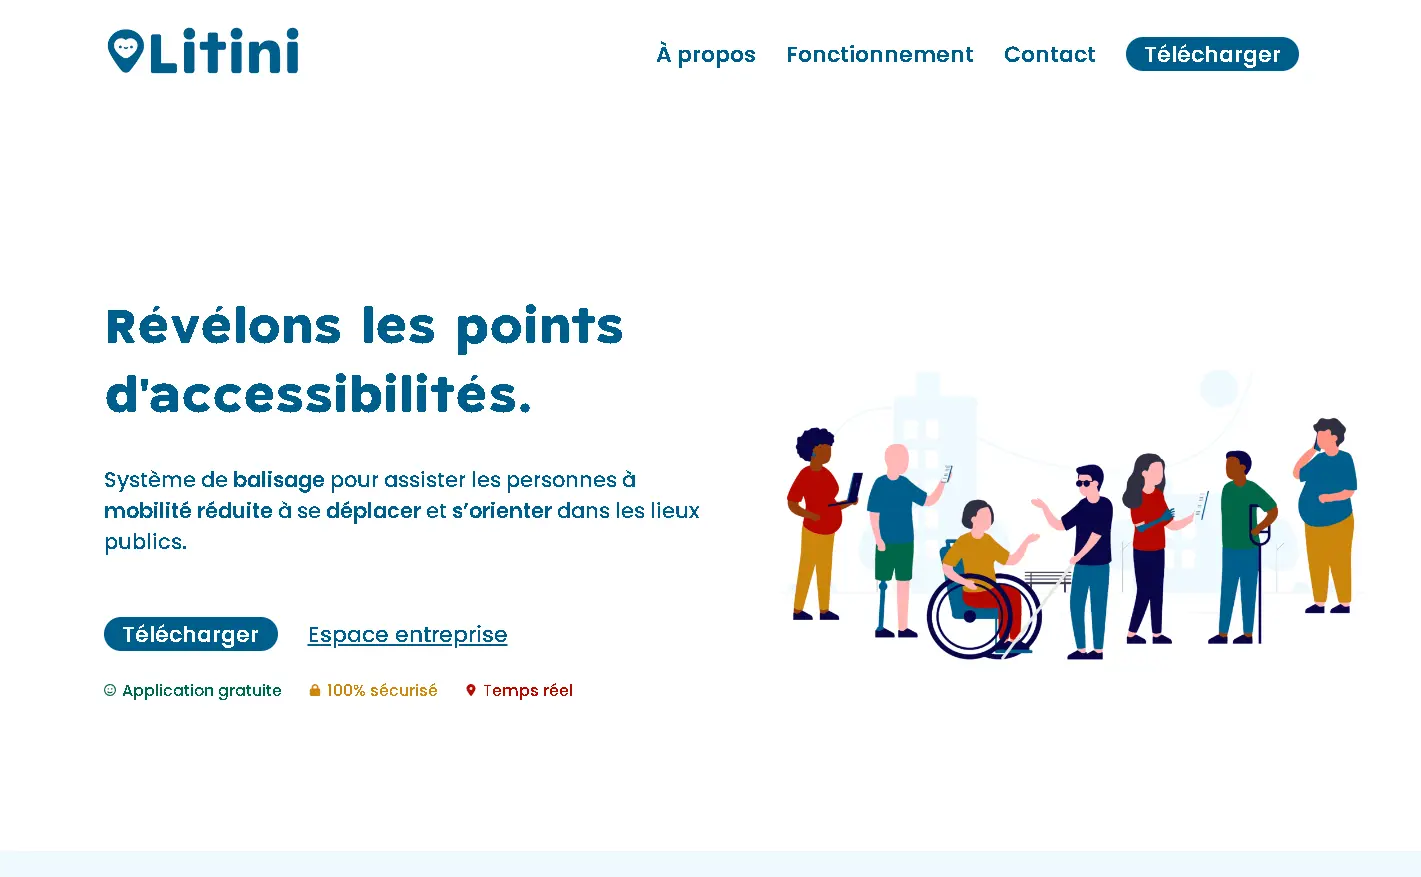 Litini
À propos
Fonctionnement
Contact
Télécharger
Révélons les points
d'accessibilités.
Système de balisage pour assister les personnes à
mobilité réduite à se déplacer et s’orienter dans les lieux
publics.
Télécharger
Espace entreprise
Application gratuite
100% sécurisé
Temps réel